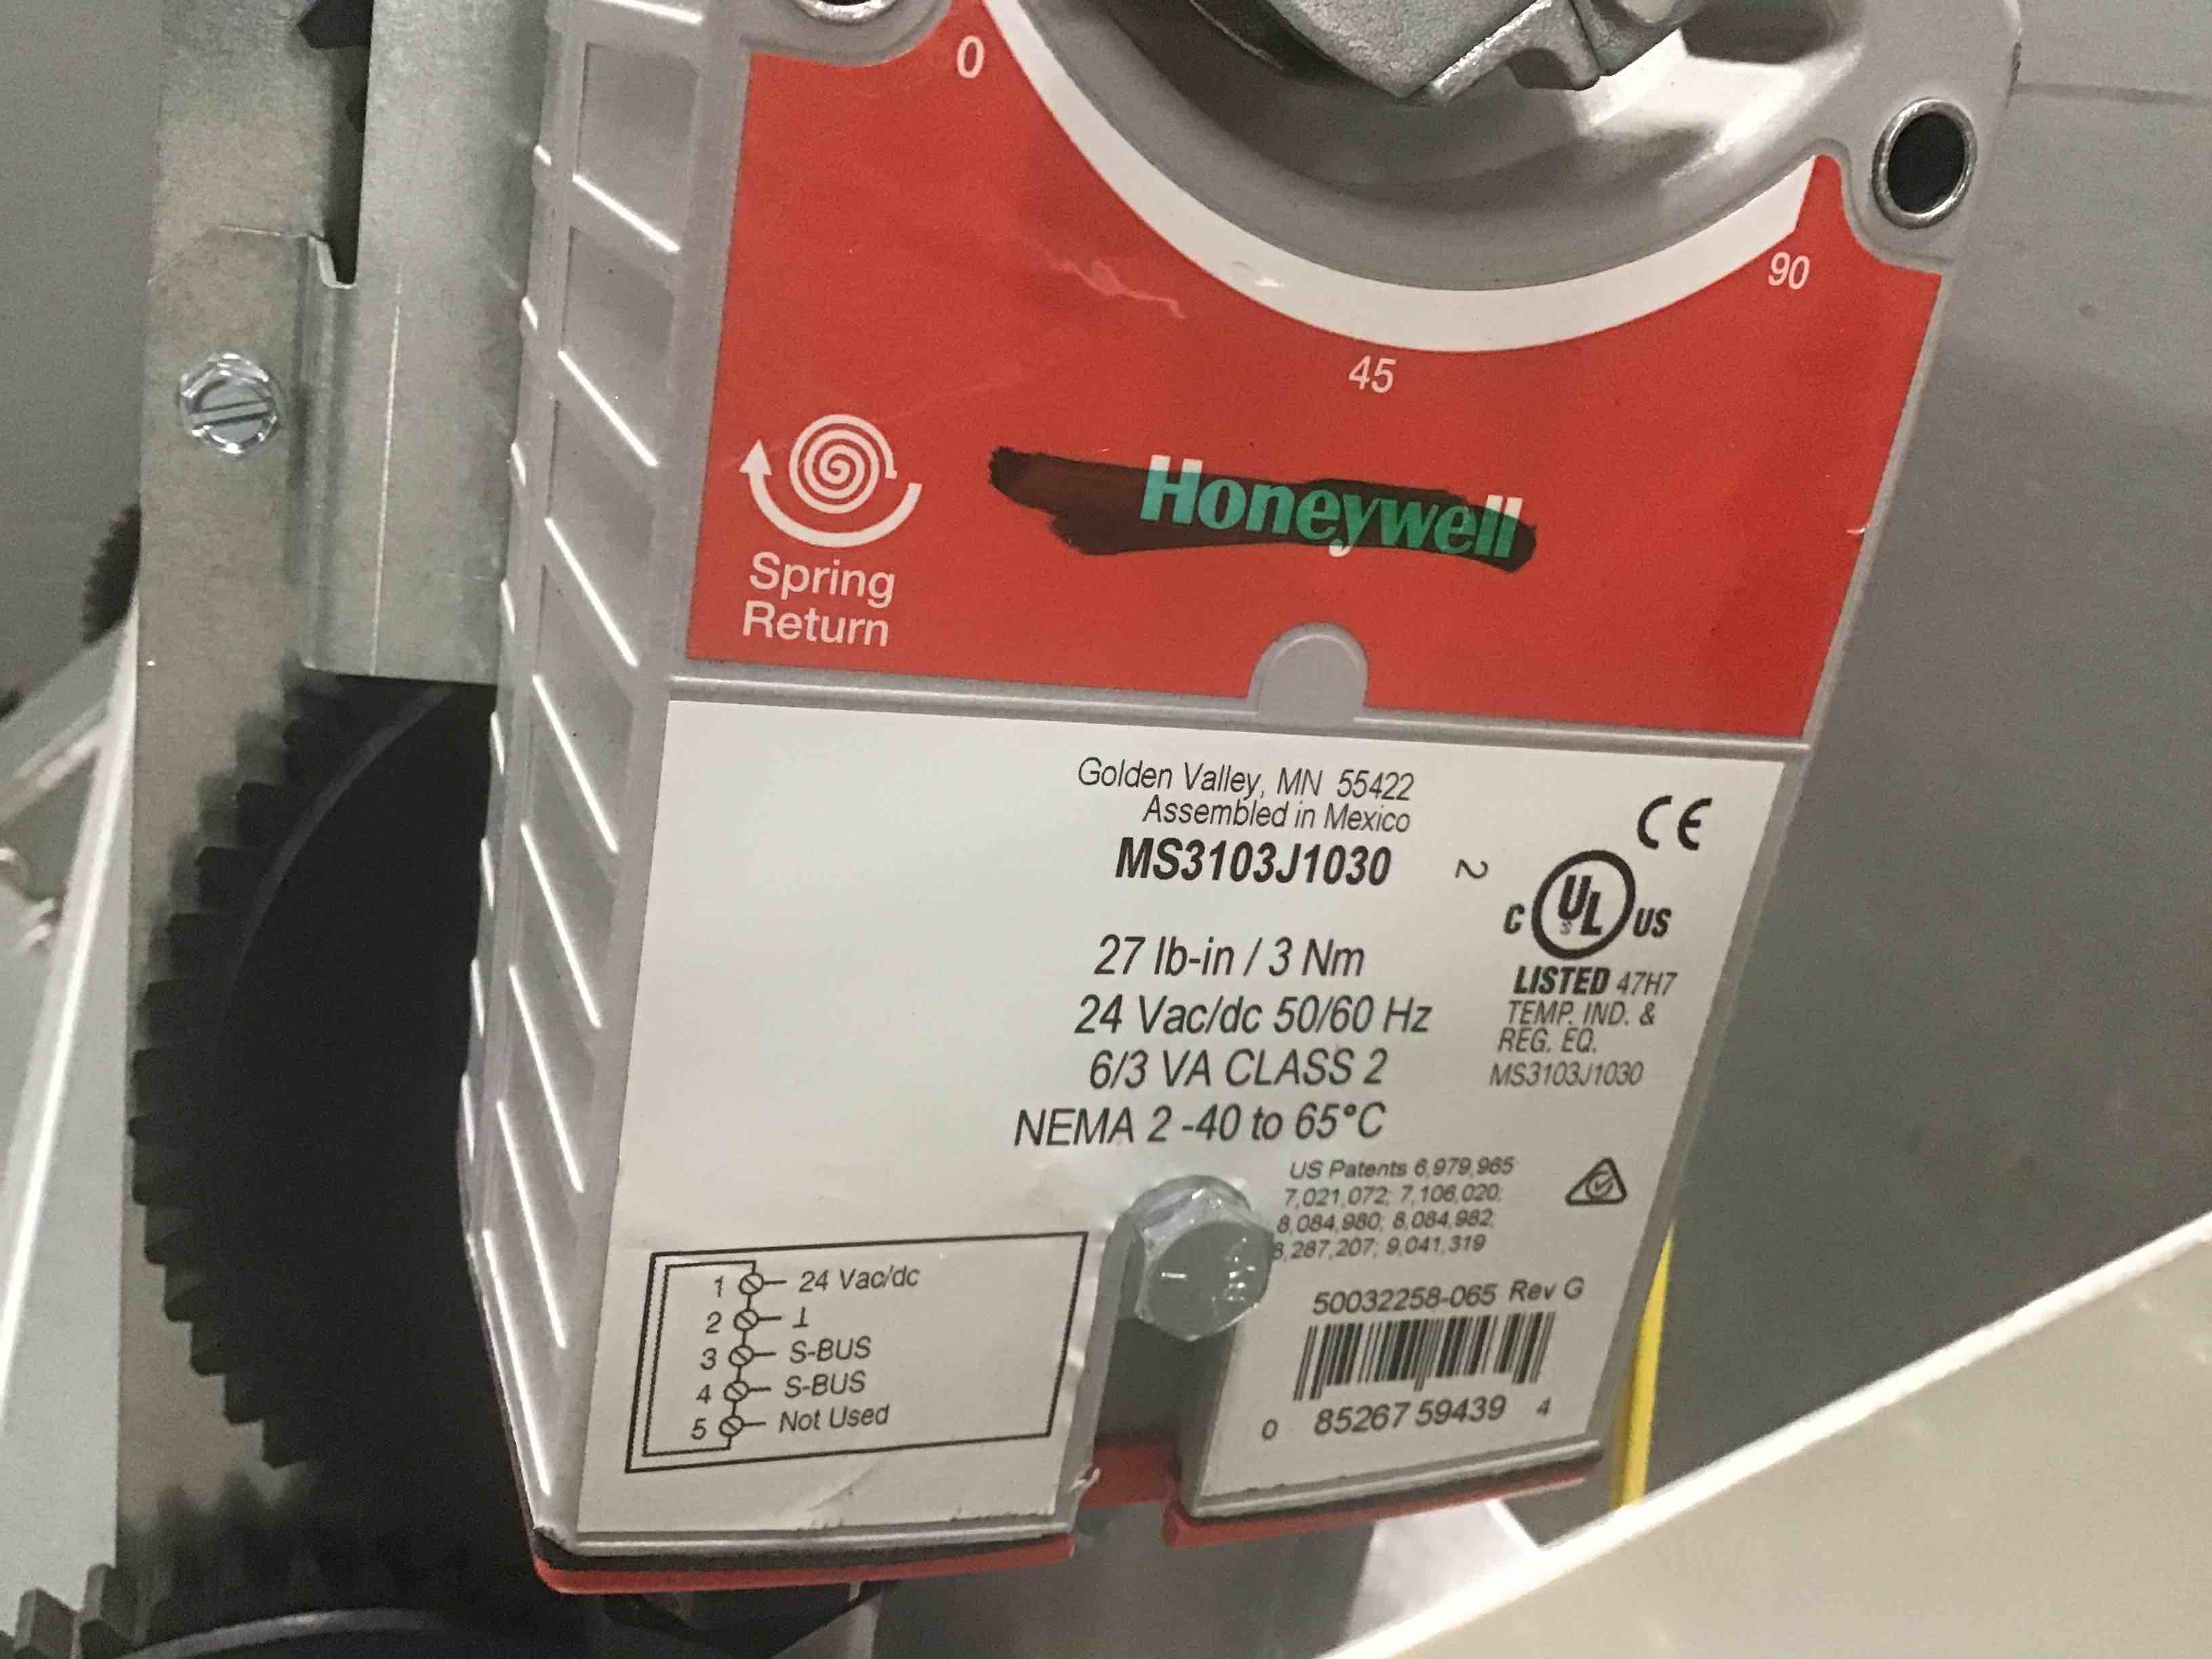 0
90
45
Honeywell
Spring
Return
Golden Valley, MN 55422
Assembled in Mexico
MS3103J1030
2
CE
C UL US
LISTED 47H7
TEMP. IND. &
REG. EQ.
MS3103J1030
27 lb-in / 3 Nm
24 Vac/dc 50/60 Hz
6/3 VA CLASS 2
NEMA 2 -40 to 65°C
US Patents 6,979,965
7,021,072; 7,106,020;
8,084,980; 8,084,982;
8,287,207; 9,041,319
50032258-065 Rev G
0 85267 59439 4
1 24 Vac/dc
2 ⊥
3 S-BUS
4 S-BUS
5 Not Used